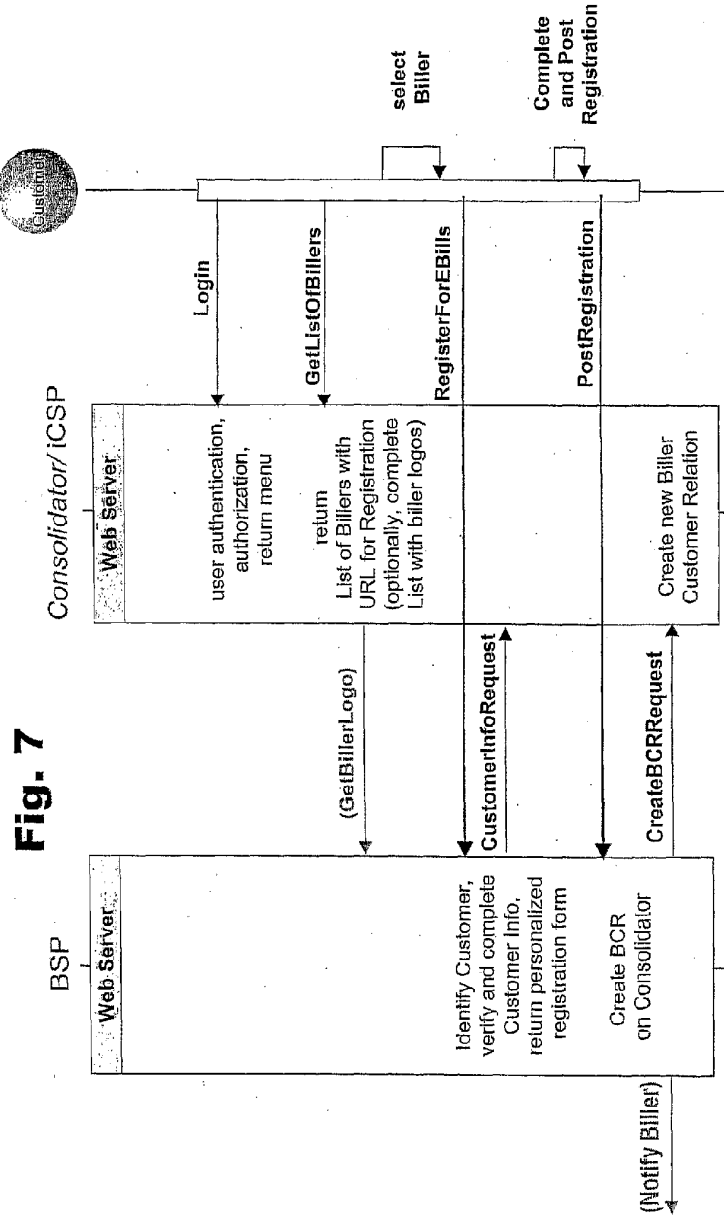 Fig. 7
BSP
Consolidator/ iCSP
Customer
Web Server
Web Server
Login
user authentication,
authorization,
return menu
GetListOfBillers
return
List of Billers with
URL for Registration
(optionally, complete
List with biller logos)
(GetBillerLogo)
select
Biller
RegisterForEBills
Identify Customer,
verify and complete
Customer Info,
return personalized
registration form
CustomerInfoRequest
Complete
and Post
Registration
PostRegistration
Create BCR
on Consolidator
CreateBCRRequest
Create new Biller
Customer Relation
(Notify Biller)